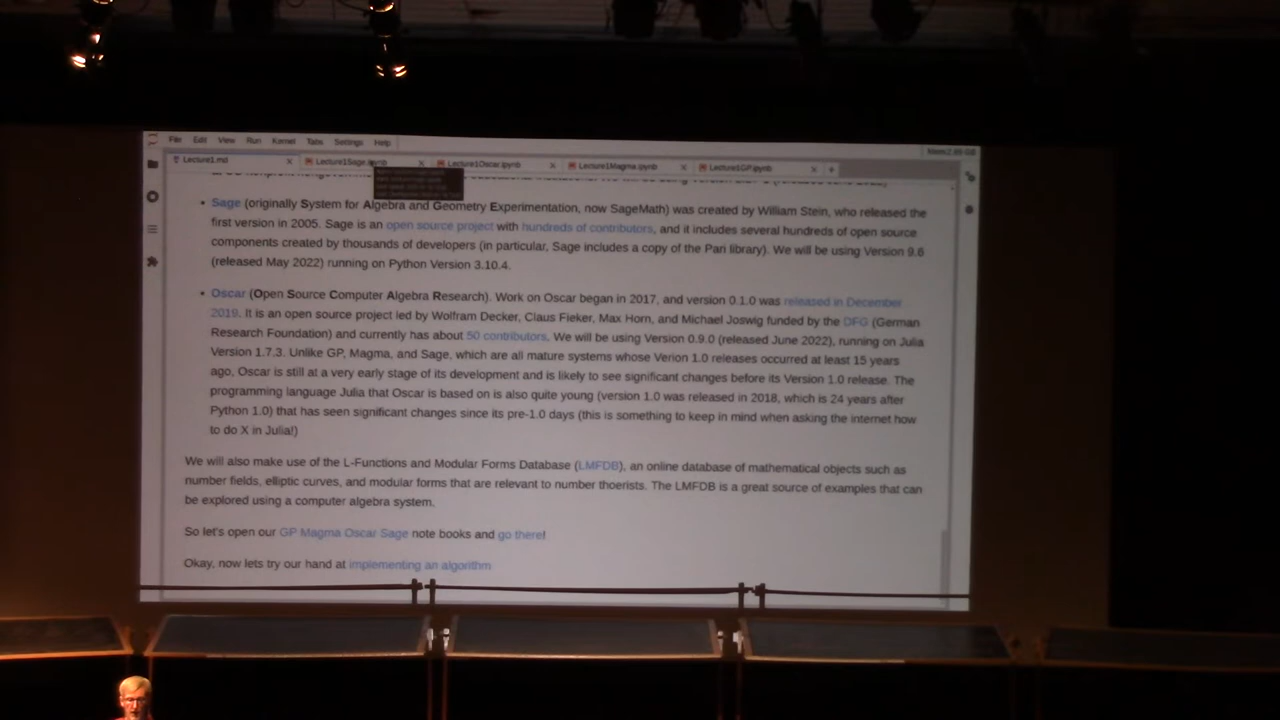 File Edit View Run Kernel Tabs Settings Help
Lecture1.md Lecture1Sage.ipynb Lecture1Oscar.ipynb Lecture1Magma.ipynb Lecture1GP.ipynb
• Sage (originally System for Algebra and Geometry Experimentation, now SageMath) was created by William Stein, who released the
first version in 2005. Sage is an open source project with hundreds of contributors, and it includes several hundreds of open source
components created by thousands of developers (in particular, Sage includes a copy of the Pari library). We will be using Version 9.6
(released May 2022) running on Python Version 3.10.4.
• Oscar (Open Source Computer Algebra Research). Work on Oscar began in 2017, and version 0.1.0 was released in December
2019. It is an open source project led by Wolfram Decker, Claus Fieker, Max Horn, and Michael Joswig funded by the DFG (German
Research Foundation) and currently has about 50 contributors. We will be using Version 0.9.0 (released June 2022), running on Julia
Version 1.7.3. Unlike GP, Magma, and Sage, which are all mature systems whose Verion 1.0 releases occurred at least 15 years
ago, Oscar is still at a very early stage of its development and is likely to see significant changes before its Version 1.0 release. The
programming language Julia that Oscar is based on is also quite young (version 1.0 was released in 2018, which is 24 years after
Python 1.0) that has seen significant changes since its pre-1.0 days (this is something to keep in mind when asking the internet how
to do X in Julia!)
We will also make use of the L-Functions and Modular Forms Database (LMFDB), an online database of mathematical objects such as
number fields, elliptic curves, and modular forms that are relevant to number thoerists. The LMFDB is a great source of examples that can
be explored using a computer algebra system.
So let's open our GP Magma Oscar Sage note books and go there!
Okay, now lets try our hand at implementing an algorithm